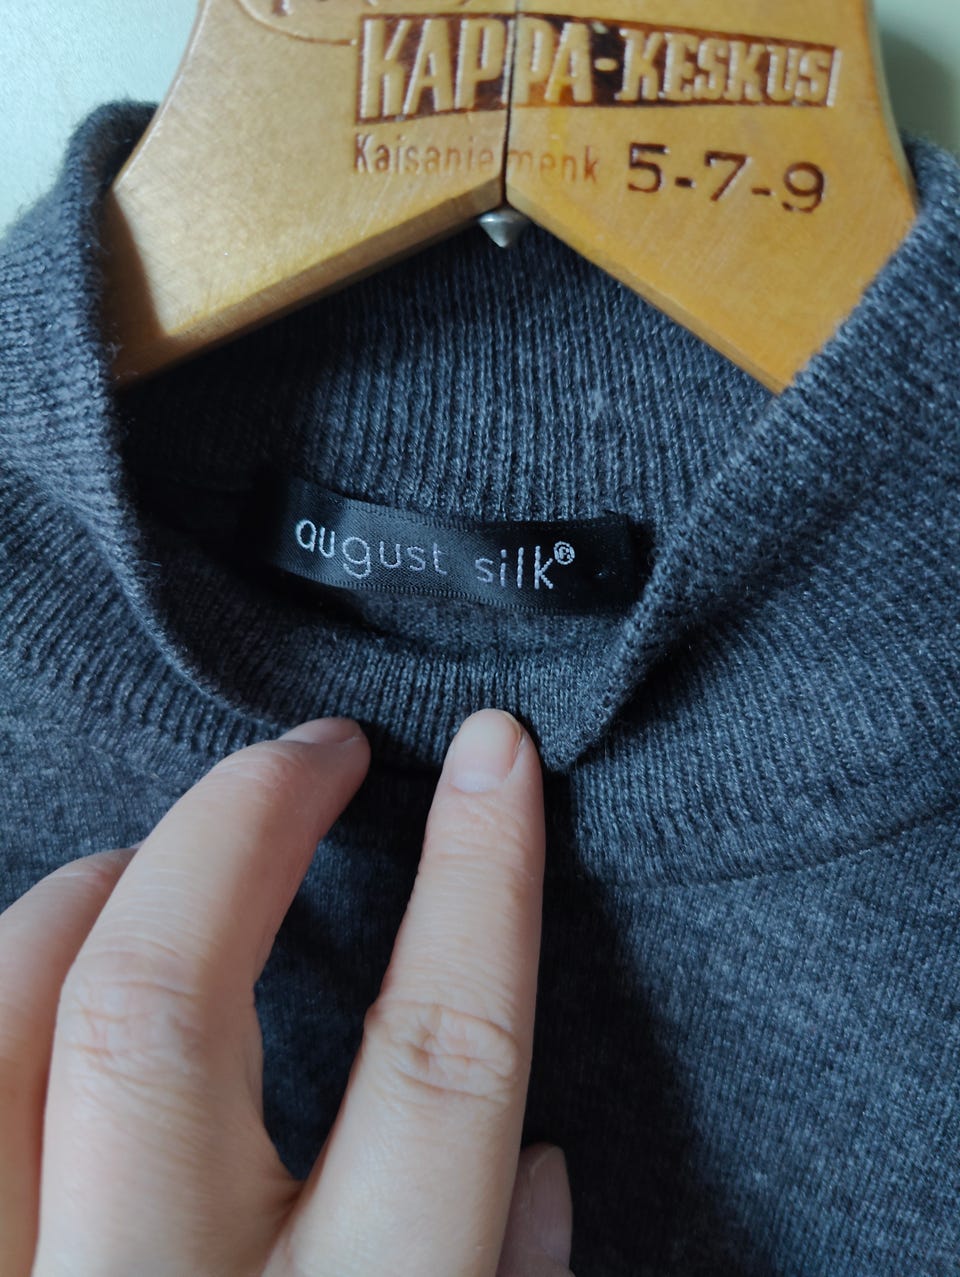 KAPPA-KESKUS
Kaisaniemenk 5-7-9
august silk®